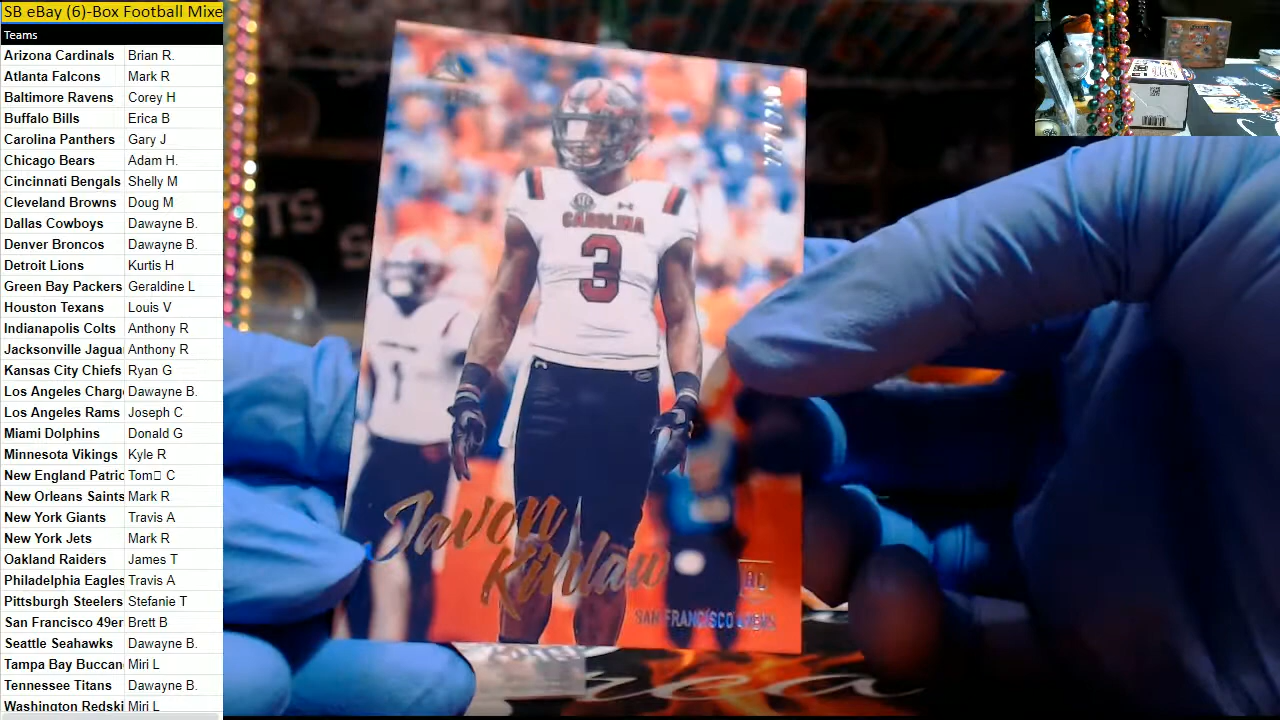 SB eBay (6)-Box Football Mixe
Teams
Arizona Cardinals Brian R.
Atlanta Falcons Mark R
Baltimore Ravens Corey H
Buffalo Bills Erica B
Carolina Panthers Gary J
Chicago Bears Adam H.
Cincinnati Bengals Shelly M
Cleveland Browns Doug M
Dallas Cowboys Dawayne B.
Denver Broncos Dawayne B.
Detroit Lions Kurtis H
Green Bay Packers Geraldine L
Houston Texans Louis V
Indianapolis Colts Anthony R
Jacksonville Jagua Anthony R
Kansas City Chiefs Ryan G
Los Angeles Charg Dawayne B.
Los Angeles Rams Joseph C
Miami Dolphins Donald G
Minnesota Vikings Kyle R
New England Patric Tom□ C
New Orleans Saints Mark R
New York Giants Travis A
New York Jets Mark R
Oakland Raiders James T
Philadelphia Eagles Travis A
Pittsburgh Steelers Stefanie T
San Francisco 49er Brett B
Seattle Seahawks Dawayne B.
Tampa Bay Buccan Miri L
Tennessee Titans Dawayne B.
Washington Redski Miri L
SEC
CAROLINA
3
1
Javon
Kinlaw
SAN FRANCISCO 49ERS